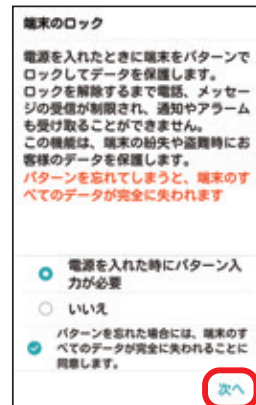 端末のロック
電源を入れたときに端末をパターンで
ロックしてデータを保護します。
ロックを解除するまで電話、メッセー
ジの受信が制限され、通知やアラーム
も受け取ることができません。
この機能は、端末の紛失や盗難時にお
客様のデータを保護します。
パターンを忘れてしまうと、端末のす
べてのデータが完全に失われます
電源を入れた時にパターン入
力が必要
いいえ
パターンを忘れた場合には、端末のす
べてのデータが完全に失われることに
同意します。
次へ